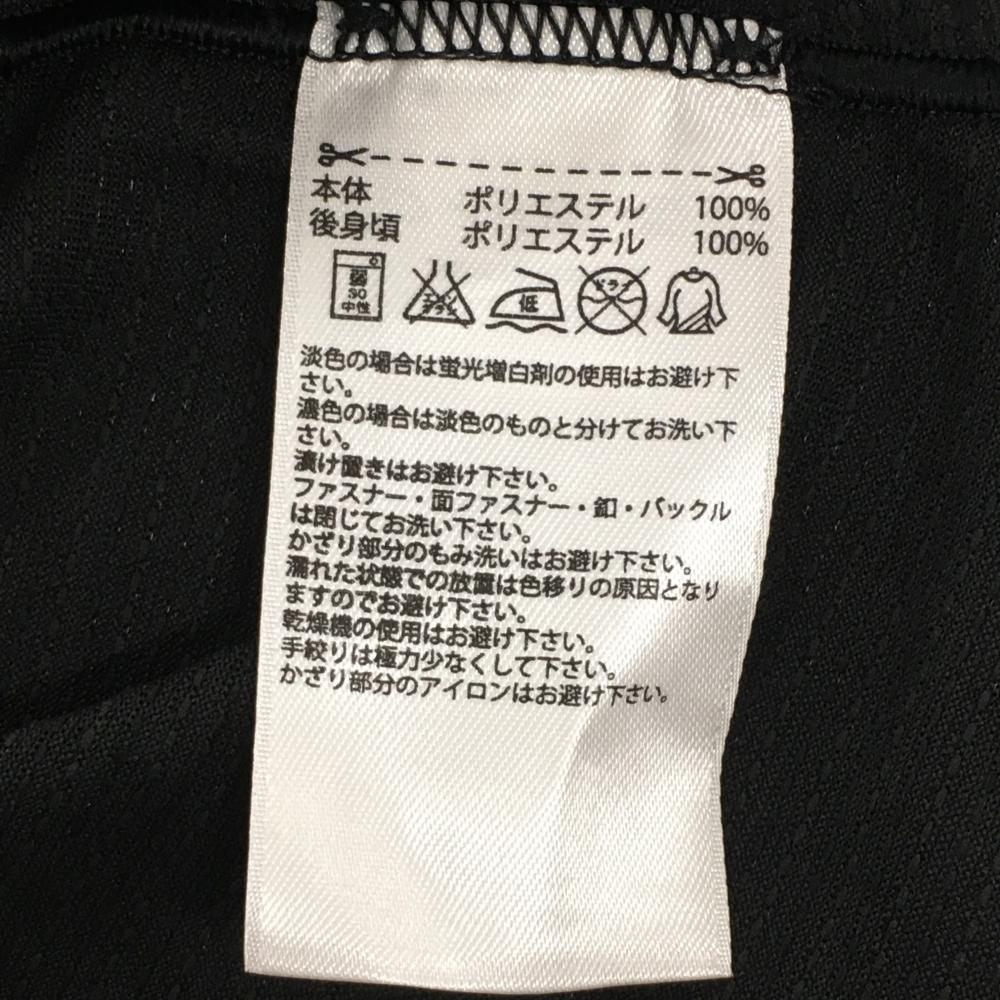 本体 ポリエステル 100%
後身頃 ポリエステル 100%
弱 30 中性 エンソ サラシ 低 ドライ
淡色の場合は蛍光増白剤の使用はお避け下
さい。
濃色の場合は淡色のものと分けてお洗い下
さい。
漬け置きはお避け下さい。
ファスナー・面ファスナー・釦・バックル
は閉じてお洗い下さい。
かざり部分のもみ洗いはお避け下さい。
濡れた状態での放置は色移りの原因となり
ますのでお避け下さい。
乾燥機の使用はお避け下さい。
手絞りは極力少なくして下さい。
かざり部分のアイロンはお避け下さい。